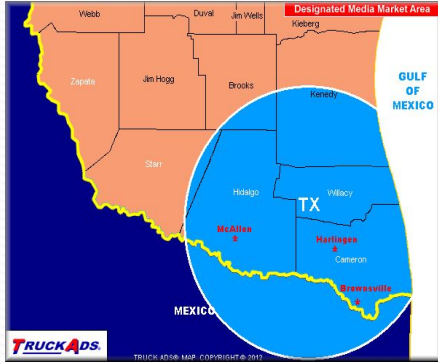 Designated Media Market Area
Webb
Duval
Jim Wells
Kleberg
Zapata
Jim Hogg
Brooks
Kenedy
GULF
OF
MEXICO
Starr
Hidalgo
Willacy
TX
McAllen
*
Harlingen
*
Cameron
Brownsville
*
MEXICO
TRUCKADS.
TRUCK ADS® MAP COPYRIGHT © 2012